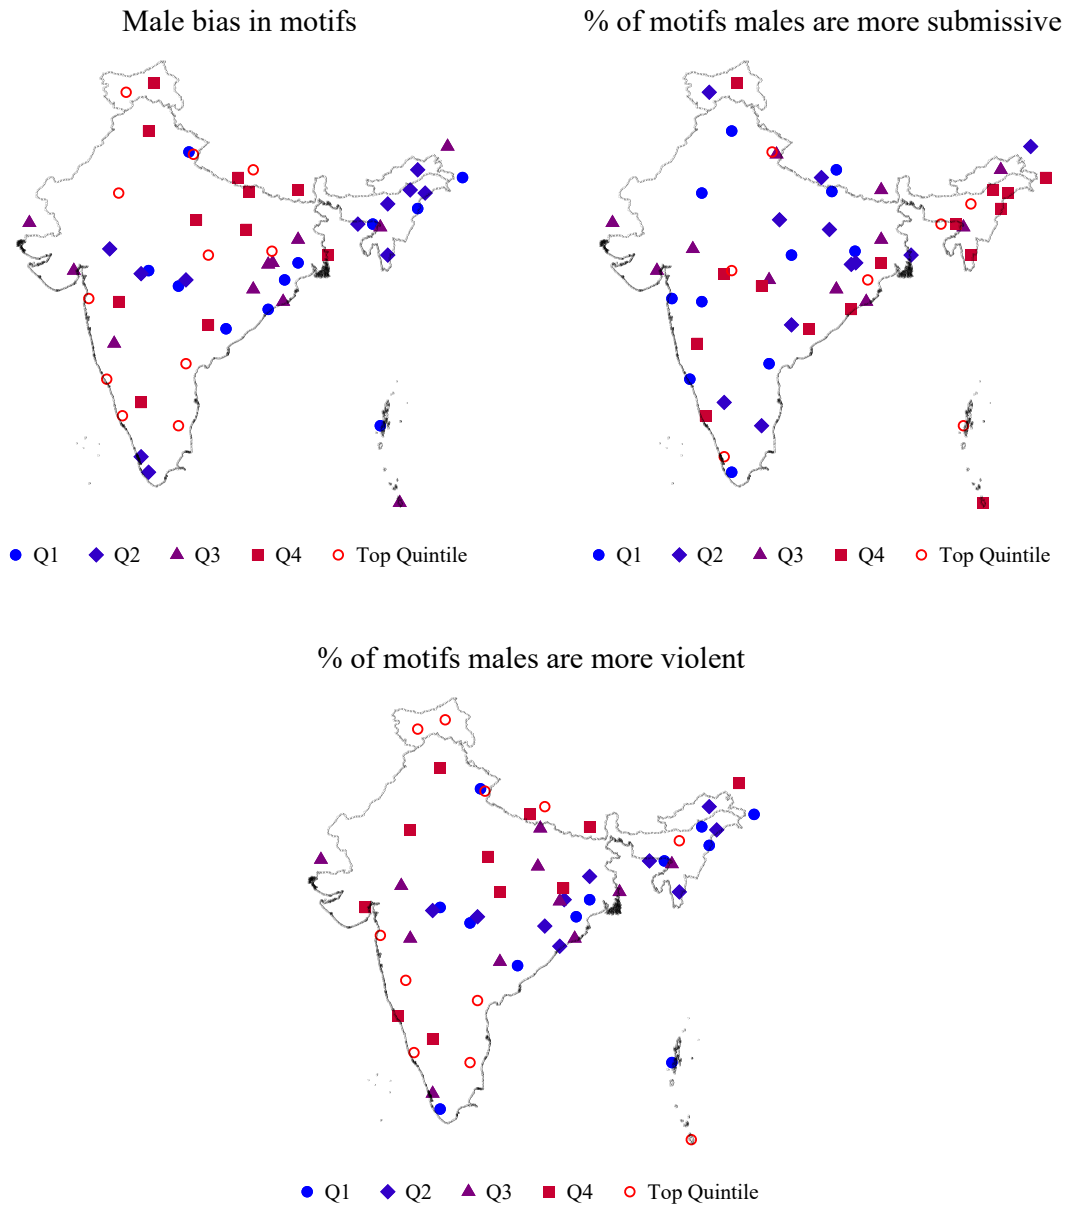 Male bias in motifs
% of motifs males are more submissive
Q1 Q2 Q3 Q4 Top Quintile
Q1 Q2 Q3 Q4 Top Quintile
% of motifs males are more violent
Q1 Q2 Q3 Q4 Top Quintile